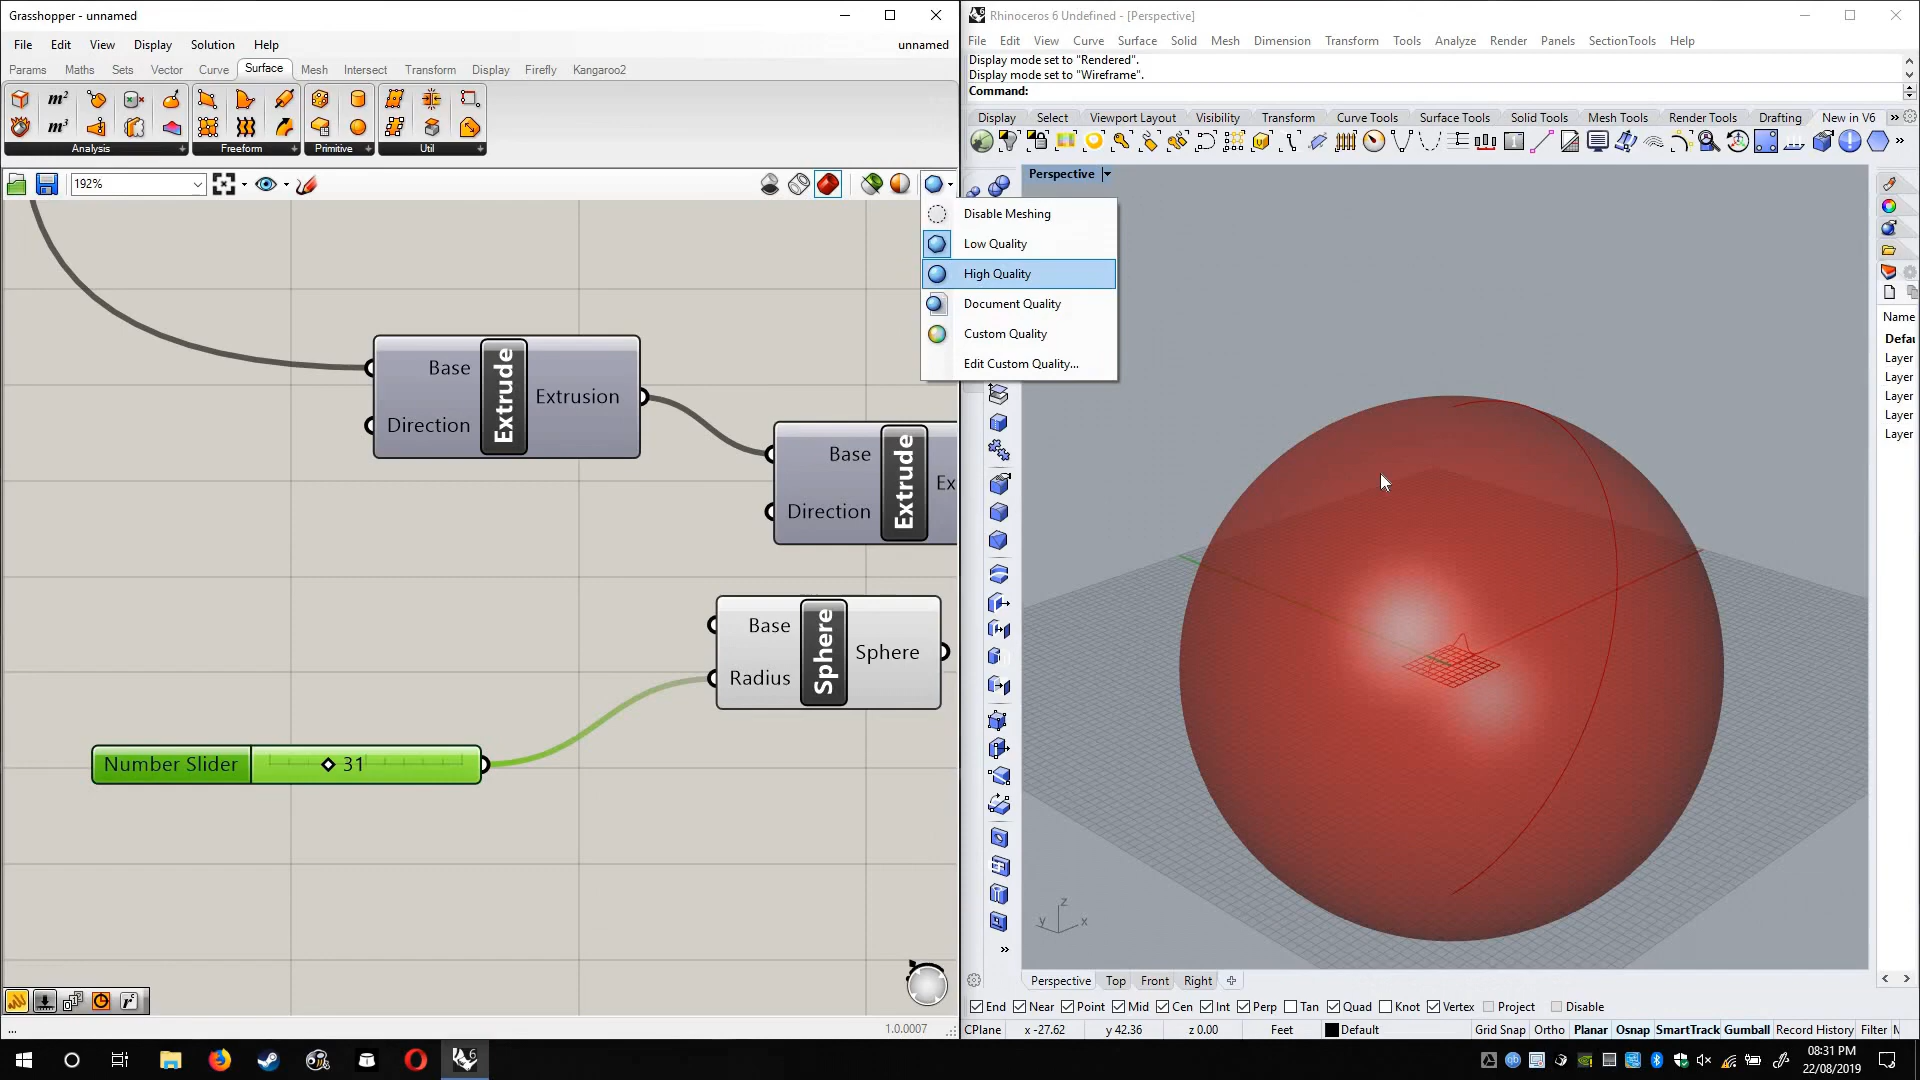 Grasshopper - unnamed
File Edit View Display Solution Help
unnamed
Params Maths Sets Vector Curve Surface Mesh Intersect Transform Display Firefly Kangaroo2
m²
m³
Analysis Freeform Primitive Util
192%
Disable Meshing
Low Quality
High Quality
Document Quality
Custom Quality
Edit Custom Quality...
Base
Direction
Extrude
Extrusion
Base
Direction
Extrude
Ex
Base
Radius
Sphere
Sphere
Number Slider 31
...
1.0.0007
Rhinoceros 6 Undefined - [Perspective]
File Edit View Curve Surface Solid Mesh Dimension Transform Tools Analyze Render Panels SectionTools Help
Display mode set to "Rendered".
Display mode set to "Wireframe".
Command:
Display Select Viewport Layout Visibility Transform Curve Tools Surface Tools Solid Tools Mesh Tools Render Tools Drafting New in V6
Perspective
Name
Defau
Layer
Layer
Layer
Layer
Layer
z
y x
Perspective Top Front Right
End Near Point Mid Cen Int Perp Tan Quad Knot Vertex Project Disable
CPlane x -27.62 y 42.36 z 0.00 Feet Default Grid Snap Ortho Planar Osnap SmartTrack Gumball Record History Filter
08:31 PM
22/08/2019